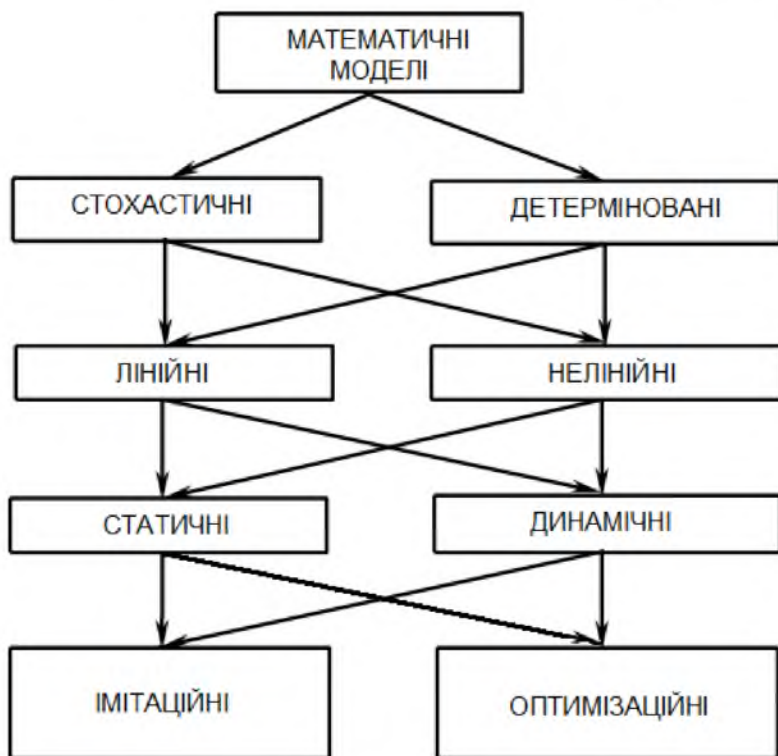 МАТЕМАТИЧНІ
МОДЕЛІ
СТОХАСТИЧНІ
ДЕТЕРМІНОВАНІ
ЛІНІЙНІ
НЕЛІНІЙНІ
СТАТИЧНІ
ДИНАМІЧНІ
ІМІТАЦІЙНІ
ОПТИМІЗАЦІЙНІ